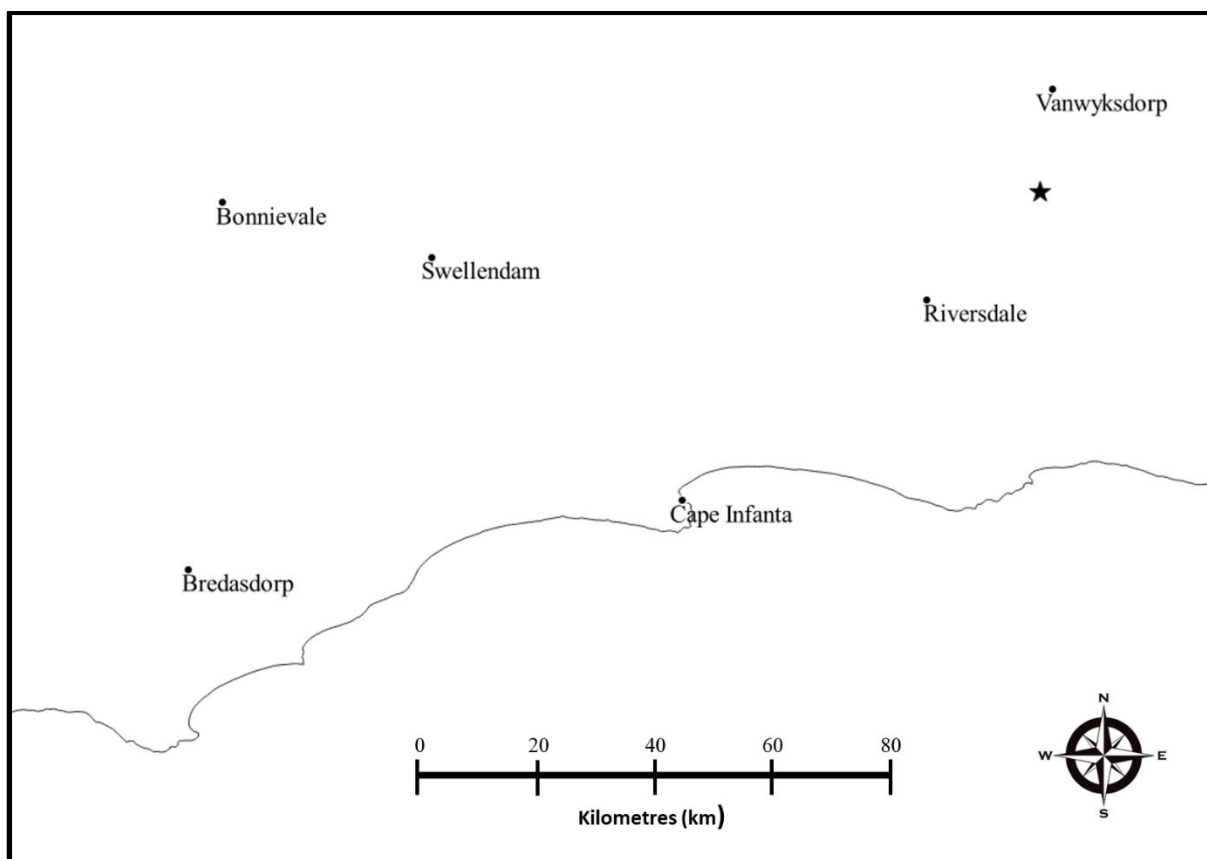 Vanwyksdorp
Bonnievale
Swellendam
Riversdale
Cape Infanta
Bredasdorp
0 20 40 60 80
Kilometres (km)
N
W E
S